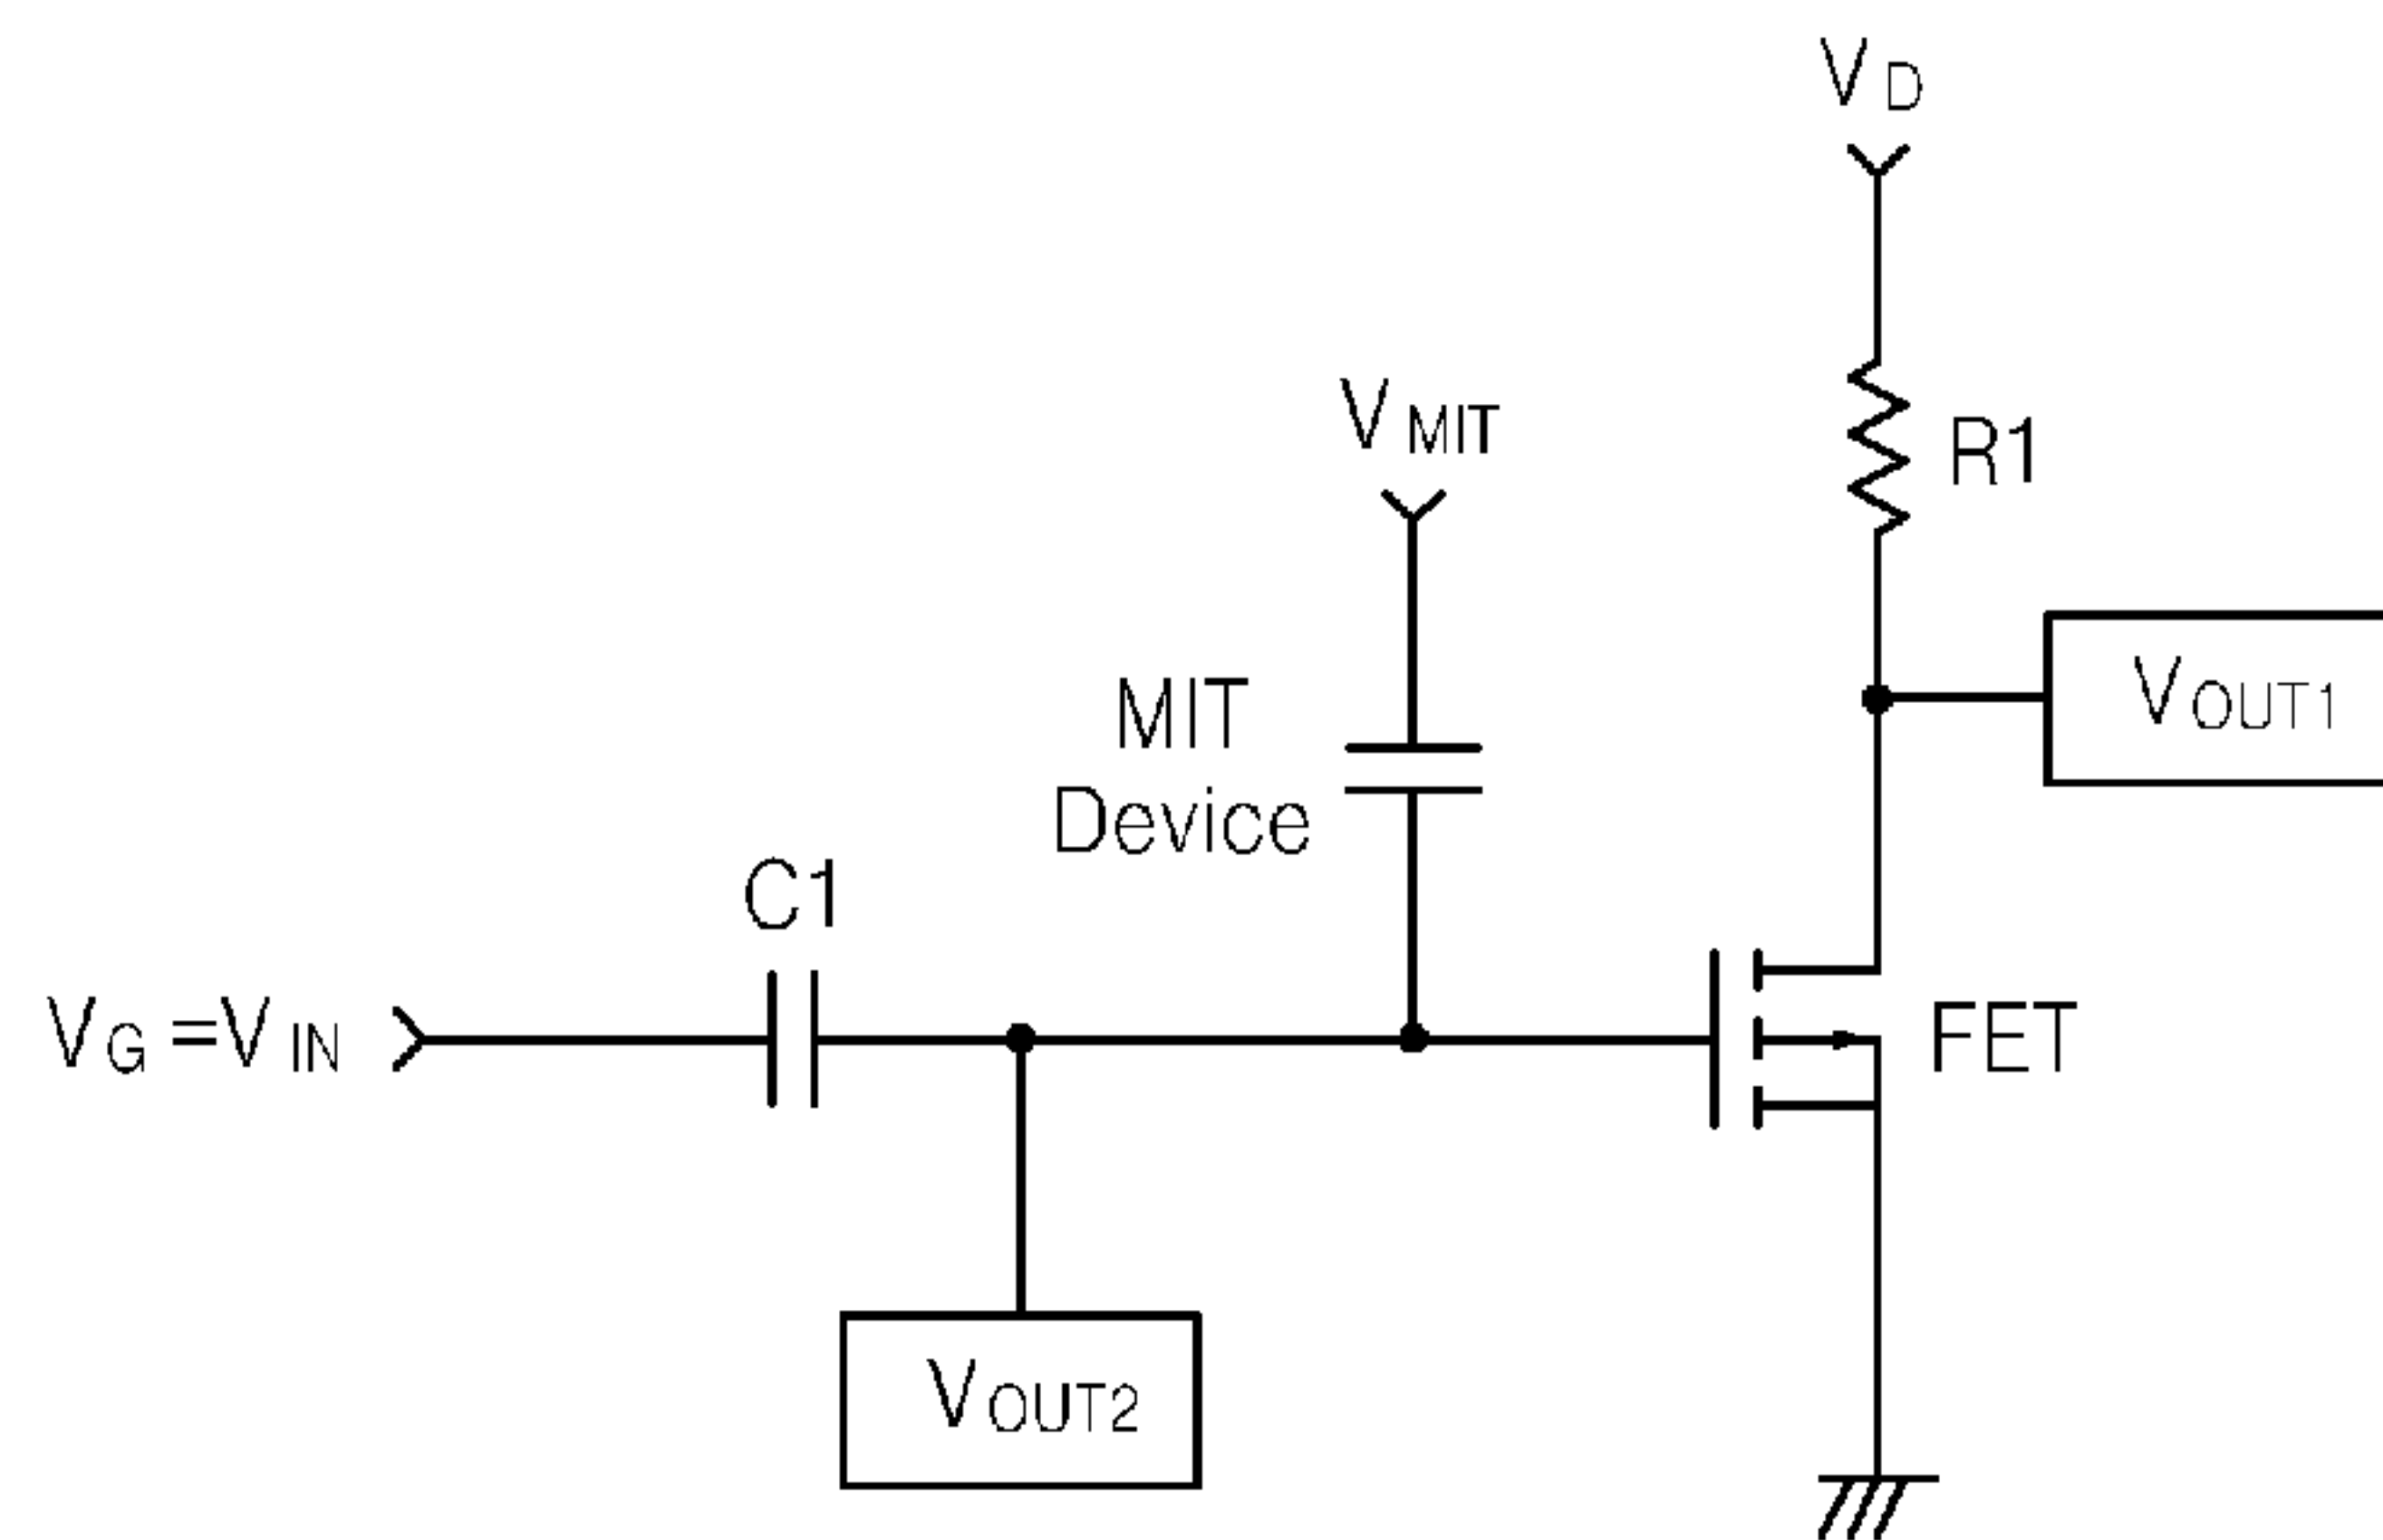 VD
VMIT
R1
VOUT1
MIT
Device
C1
VG=VIN
FET
VOUT2